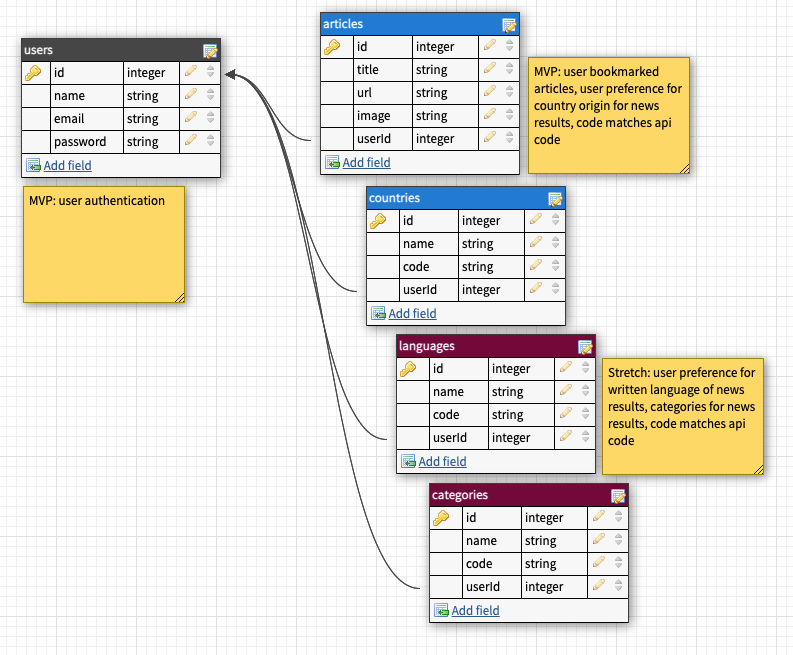 users
id integer
name string
email string
password string
Add field
MVP: user authentication
articles
id integer
title string
url string
image string
userId integer
Add field
MVP: user bookmarked
articles, user preference for
country origin for news
results, code matches api
code
countries
id integer
name string
code string
userId integer
Add field
languages
id integer
name string
code string
userId integer
Add field
Stretch: user preference for
written language of news
results, categories for news
results, code matches api
code
categories
id integer
name string
code string
userId integer
Add field